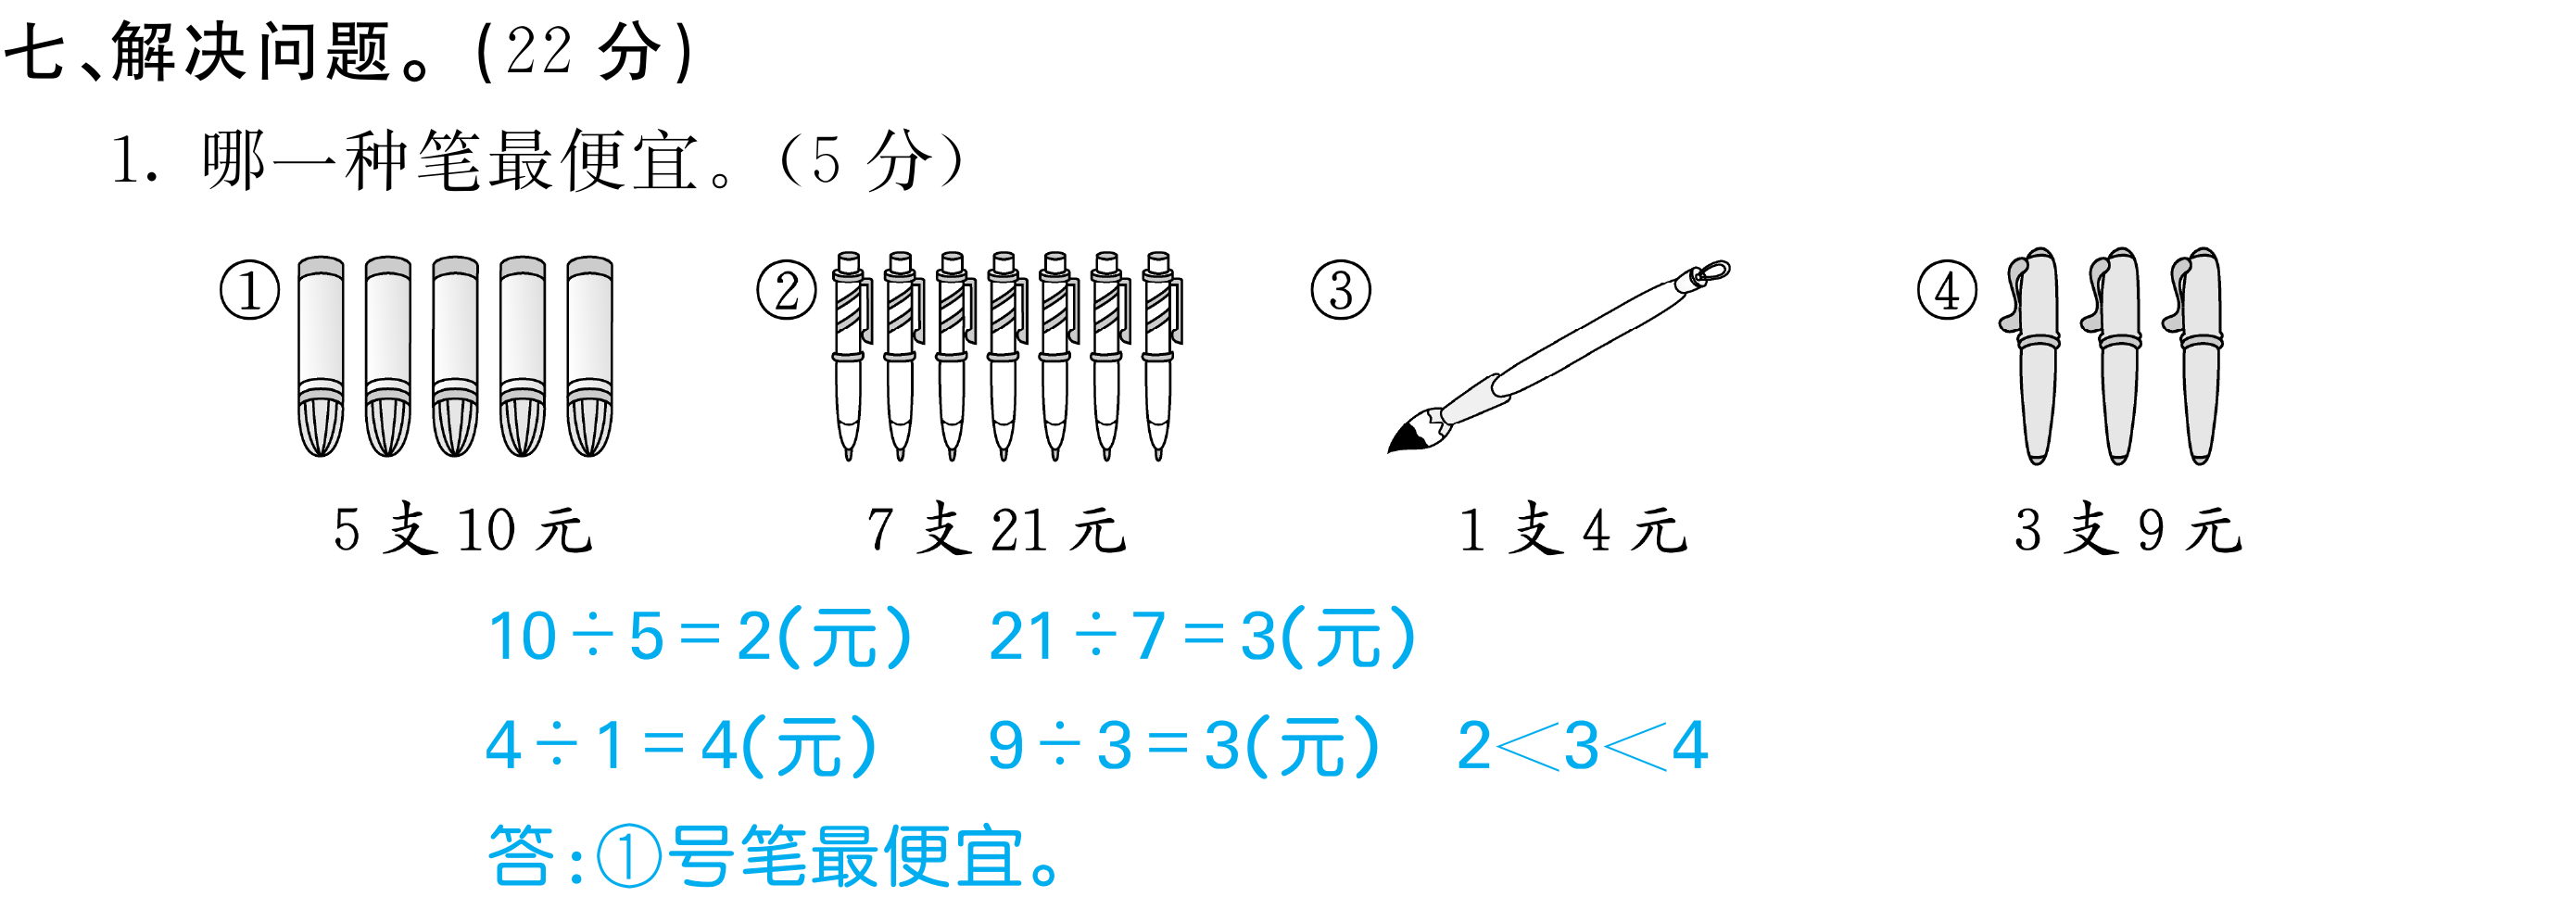 七、解决问题。(22 分)
1. 哪一种笔最便宜。(5 分)
① ② ③ ④
5 支 10 元 7 支 21 元 1 支 4 元 3 支 9 元
10÷5=2(元) 21÷7=3(元)
4÷1=4(元) 9÷3=3(元) 2<3<4
答:①号笔最便宜。